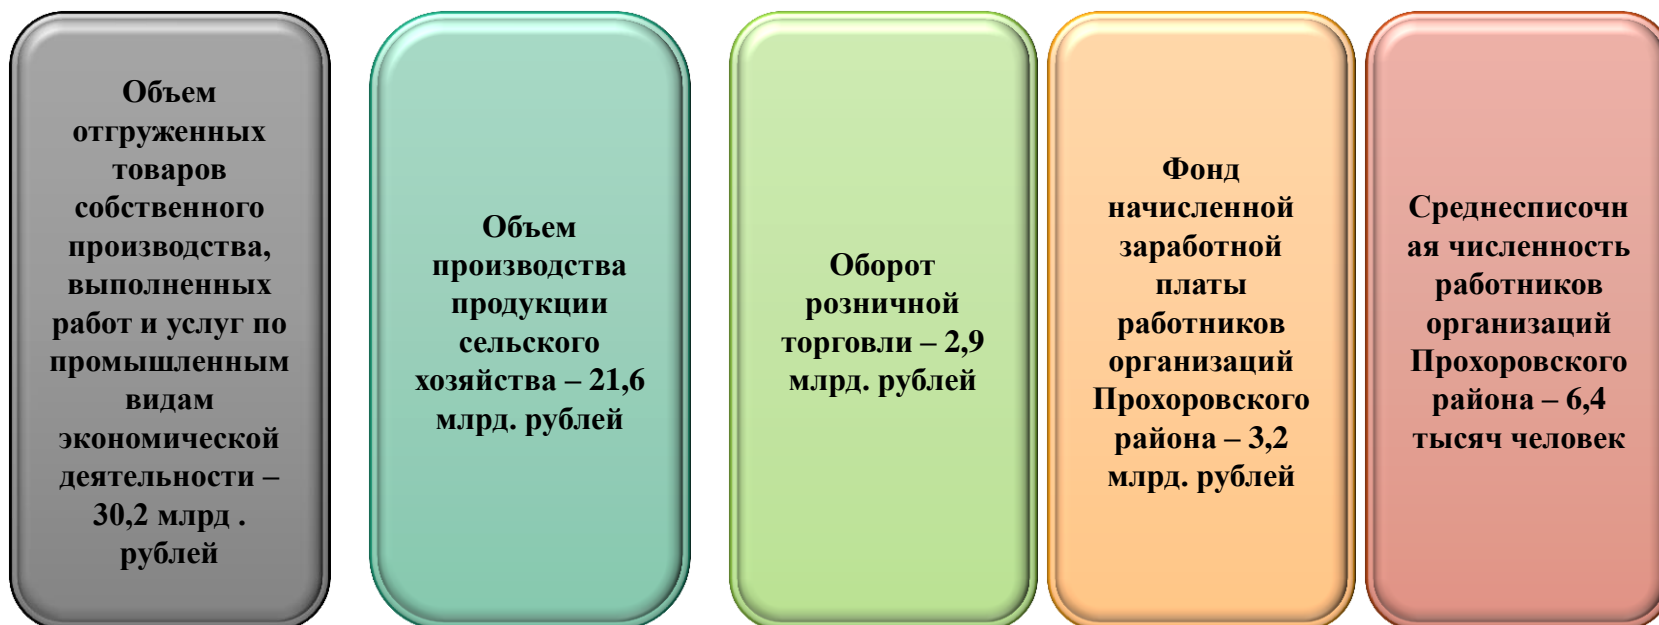 Объем
отгруженных
товаров
собственного
производства,
выполненных
работ и услуг по
промышленным
видам
экономической
деятельности –
30,2 млрд .
рублей
Объем
производства
продукции
сельского
хозяйства – 21,6
млрд. рублей
Оборот
розничной
торговли – 2,9
млрд. рублей
Фонд
начисленной
заработной
платы
работников
организаций
Прохоровского
района – 3,2
млрд. рублей
Среднесписочн
ая численность
работников
организаций
Прохоровского
района – 6,4
тысяч человек